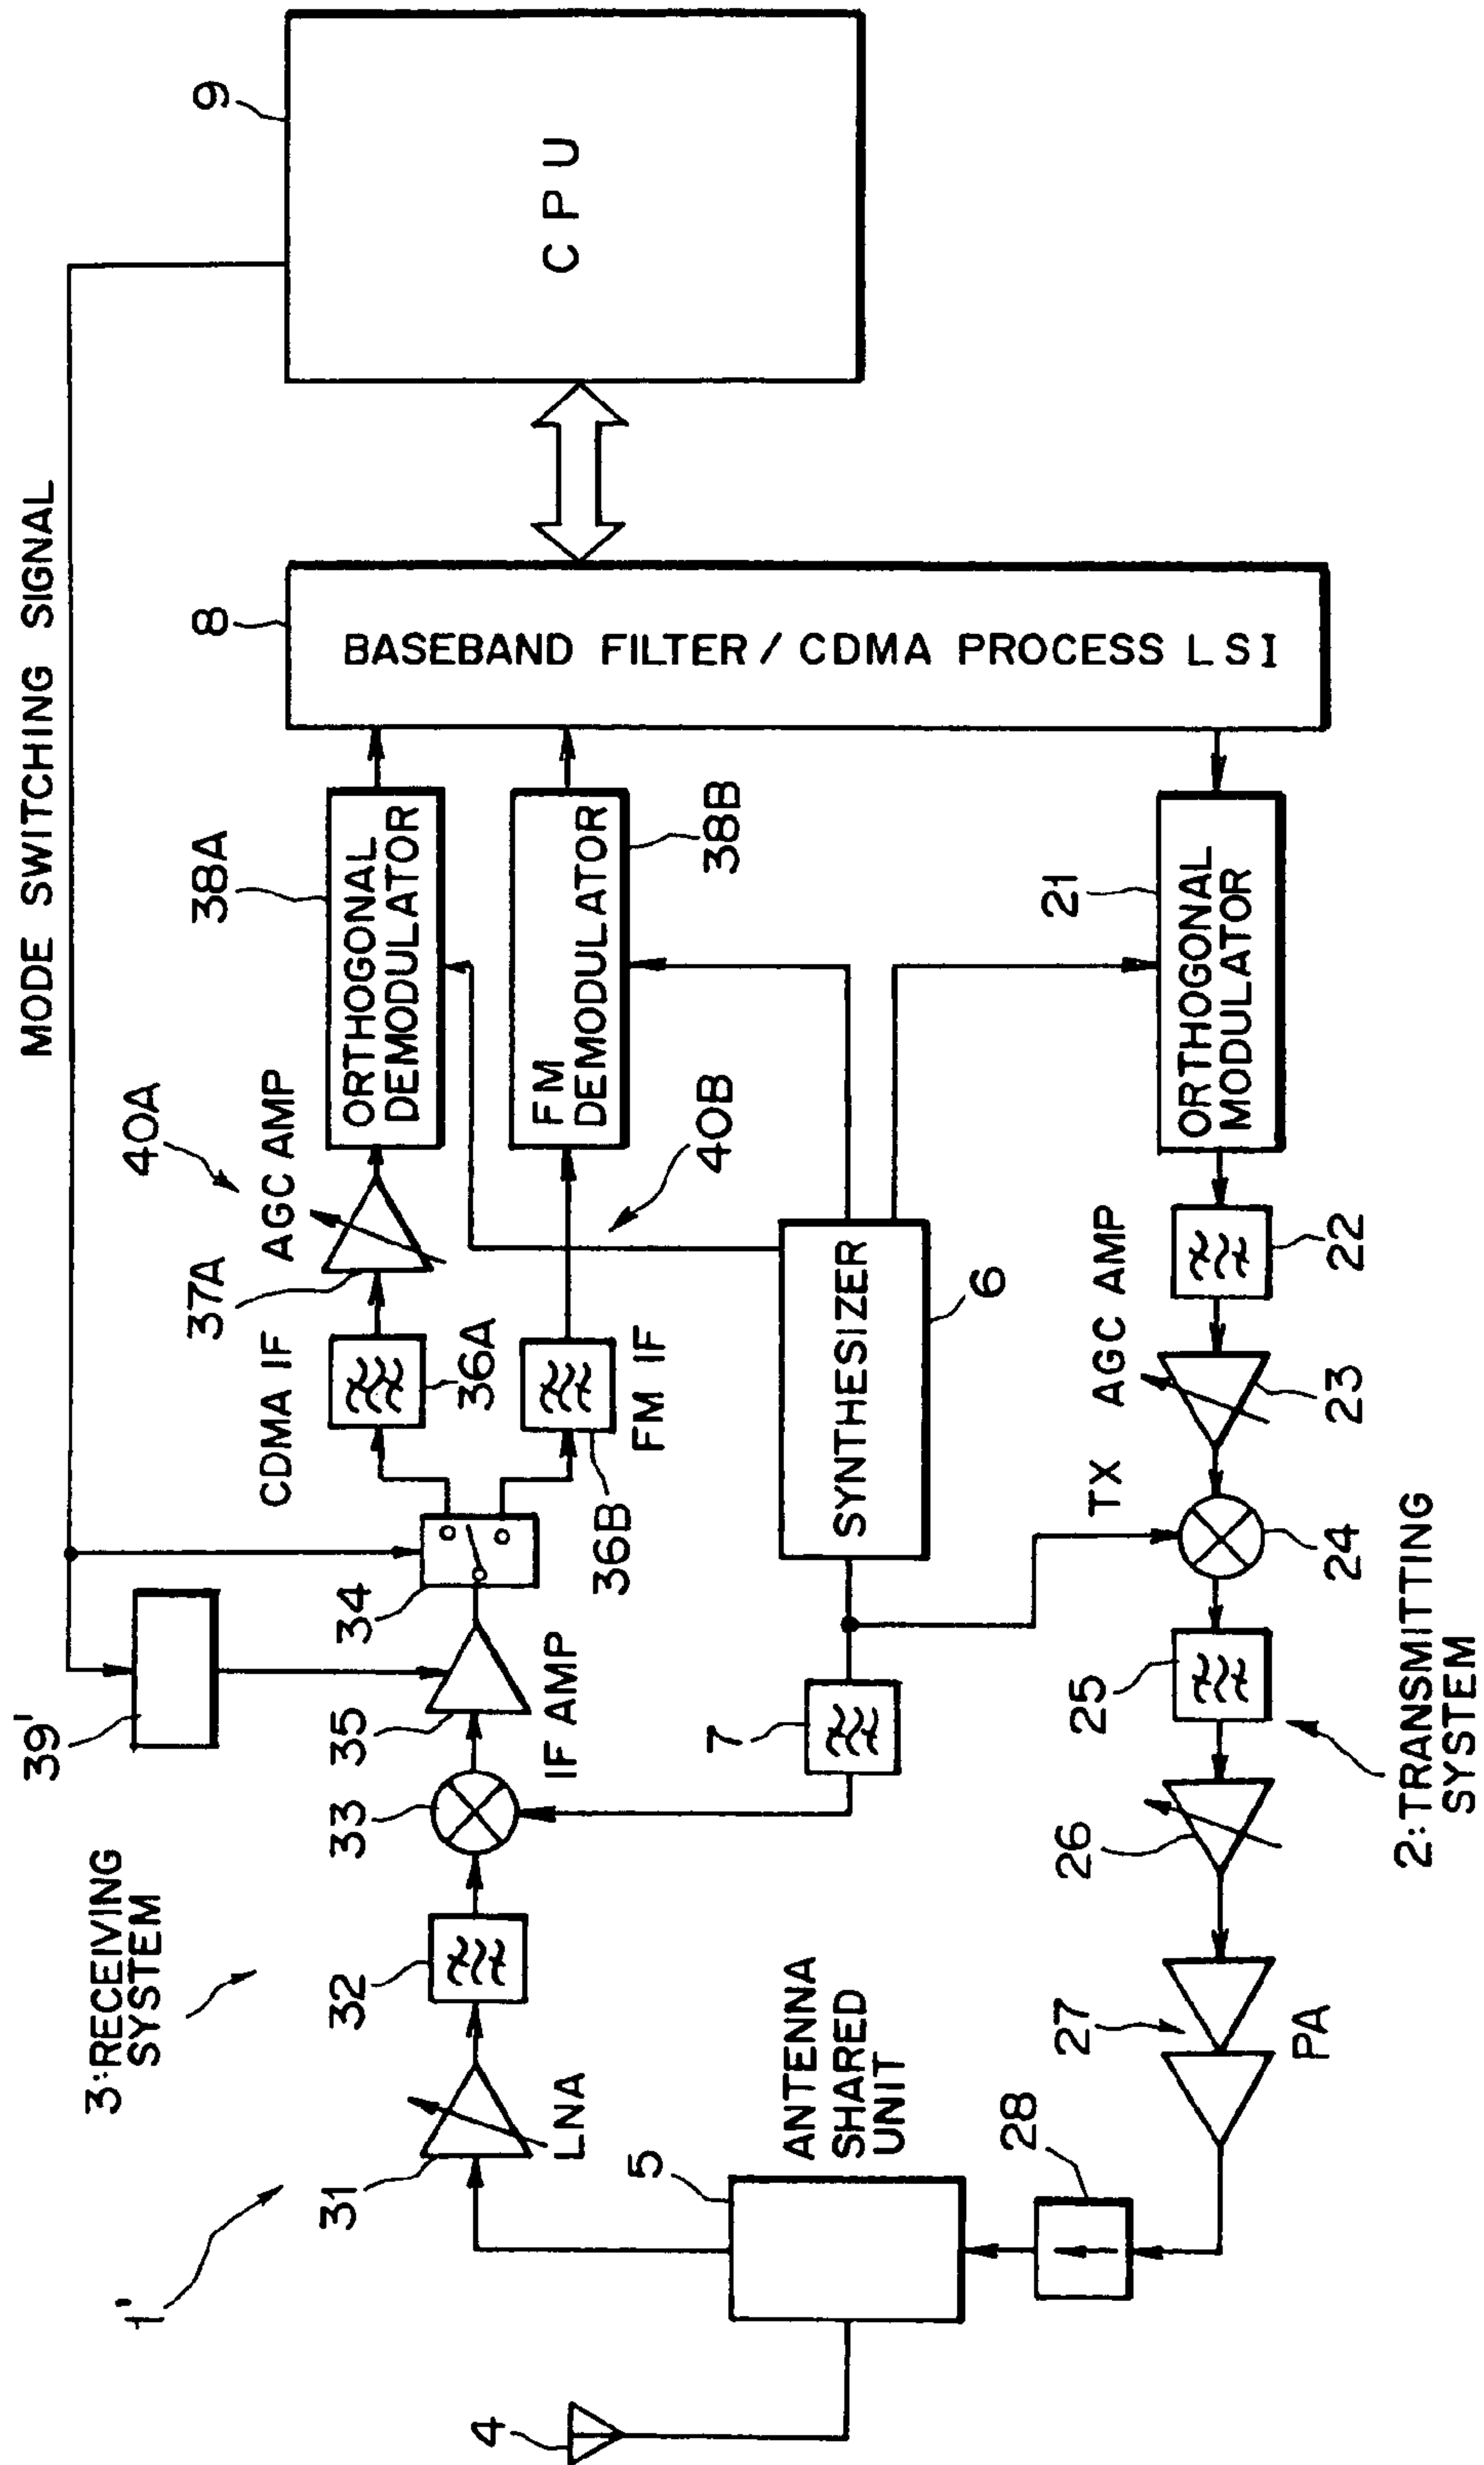 MODE SWITCHING SIGNAL
9
CPU
8
BASEBAND FILTER / CDMA PROCESS LSI
3:RECEIVING
SYSTEM
1'
39'
40A
38A
ORTHOGONAL
DEMODULATOR
37A
AGC AMP
CDMA IF
36A
34
35
IF AMP
33
32
31
LNA
38B
FM
DEMODULATOR
40B
36B
FM IF
SYNTHESIZER
6
7
5
ANTENNA
SHARED
UNIT
4
21
ORTHOGONAL
MODULATOR
22
TX AGC AMP
23
24
25
26
27
PA
28
2:TRANSMITTING
SYSTEM